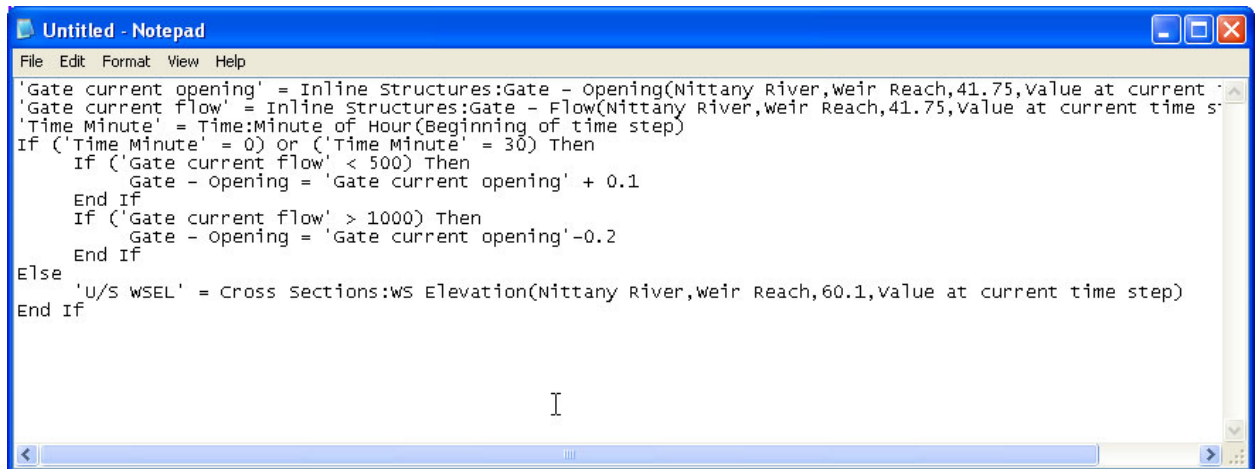 Untitled - Notepad
File Edit Format View Help
'Gate current opening' = Inline Structures:Gate - Opening(Nittany River,Weir Reach,41.75,Value at current
'Gate current flow' = Inline Structures:Gate - Flow(Nittany River,Weir Reach,41.75,Value at current time
'Time Minute' = Time:Minute of Hour(Beginning of time step)
If ('Time Minute' = 0) Or ('Time Minute' = 30) Then
If ('Gate current flow' < 500) Then
Gate - Opening = 'Gate current opening' + 0.1
End If
If ('Gate current flow' > 1000) Then
Gate - Opening = 'Gate current opening'-0.2
End If
Else
'U/S WSEL' = Cross Sections:WS Elevation(Nittany River,Weir Reach,60.1,Value at current time step)
End If